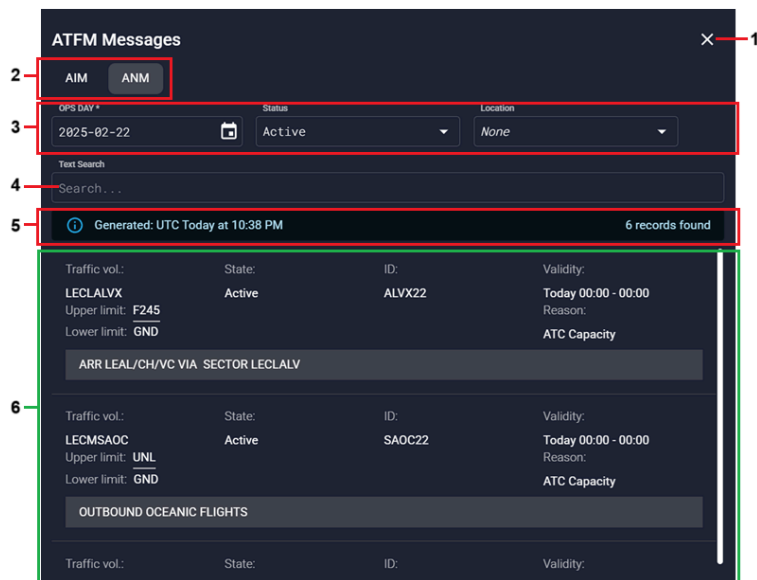 ATFM Messages
1
2
AIM ANM
OPS DAY * Status Location
3
2025-02-22 Active None
Text Search
4
Search...
5
Generated: UTC Today at 10:38 PM 6 records found
Traffic vol.: State: ID: Validity:
LECLALVX Active ALVX22 Today 00:00 - 00:00
Upper limit: F245 Reason:
Lower limit: GND ATC Capacity
ARR LEAL/CH/VC VIA SECTOR LECLALV
6
Traffic vol.: State: ID: Validity:
LECMSAOC Active SAOC22 Today 00:00 - 00:00
Upper limit: UNL Reason:
Lower limit: GND ATC Capacity
OUTBOUND OCEANIC FLIGHTS
Traffic vol.: State: ID: Validity: